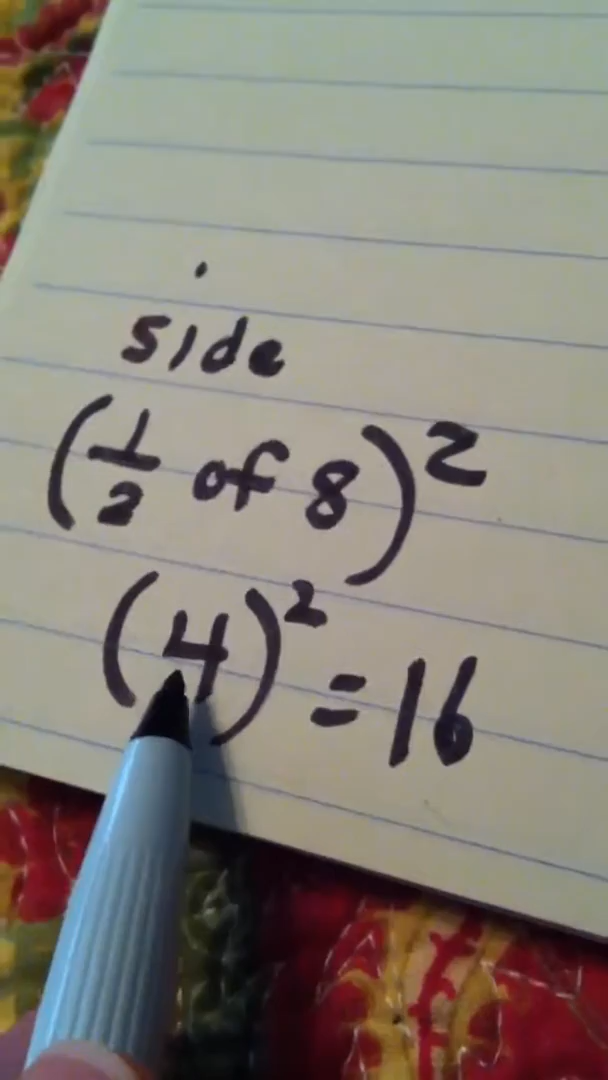 side
(1/2 of 8)²
(4)² = 16